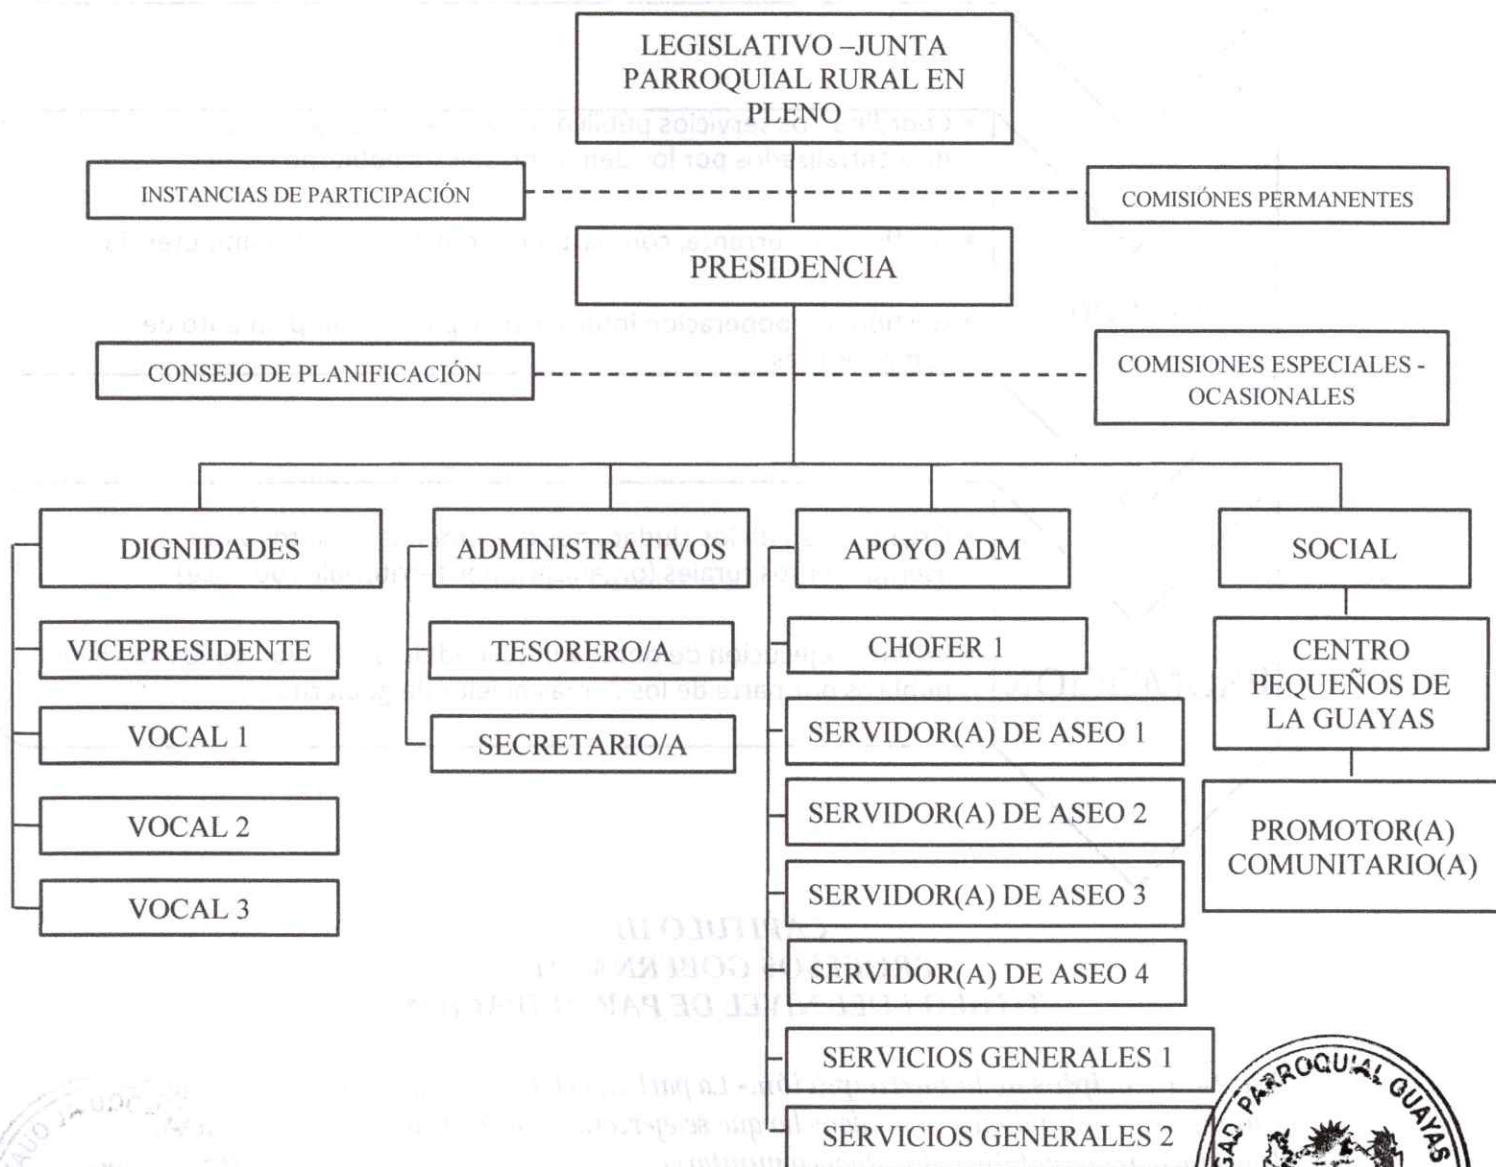 LEGISLATIVO –JUNTA
PARROQUIAL RURAL EN
PLENO
INSTANCIAS DE PARTICIPACIÓN
COMISIÓNES PERMANENTES
PRESIDENCIA
CONSEJO DE PLANIFICACIÓN
COMISIONES ESPECIALES -
OCASIONALES
DIGNIDADES
VICEPRESIDENTE
VOCAL 1
VOCAL 2
VOCAL 3
ADMINISTRATIVOS
TESORERO/A
SECRETARIO/A
APOYO ADM
CHOFER 1
SERVIDOR(A) DE ASEO 1
SERVIDOR(A) DE ASEO 2
SERVIDOR(A) DE ASEO 3
SERVIDOR(A) DE ASEO 4
SERVICIOS GENERALES 1
SERVICIOS GENERALES 2
SOCIAL
CENTRO
PEQUEÑOS DE
LA GUAYAS
PROMOTOR(A)
COMUNITARIO(A)
GAD PARROQUIAL GUAYAS